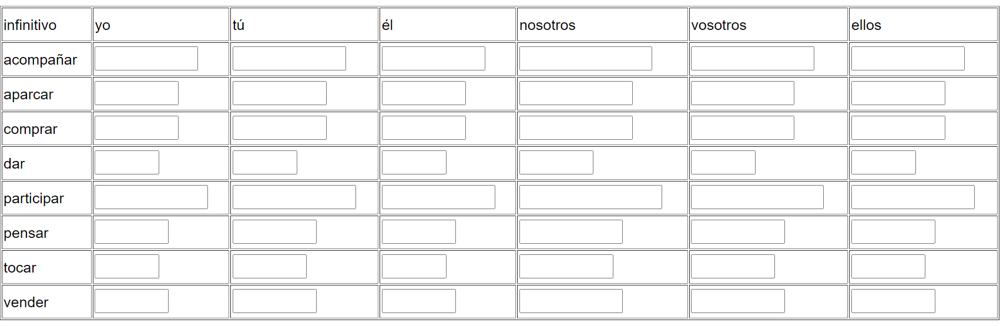 infinitivo yo tú él nosotros vosotros ellos
acompañar
aparcar
comprar
dar
participar
pensar
tocar
vender